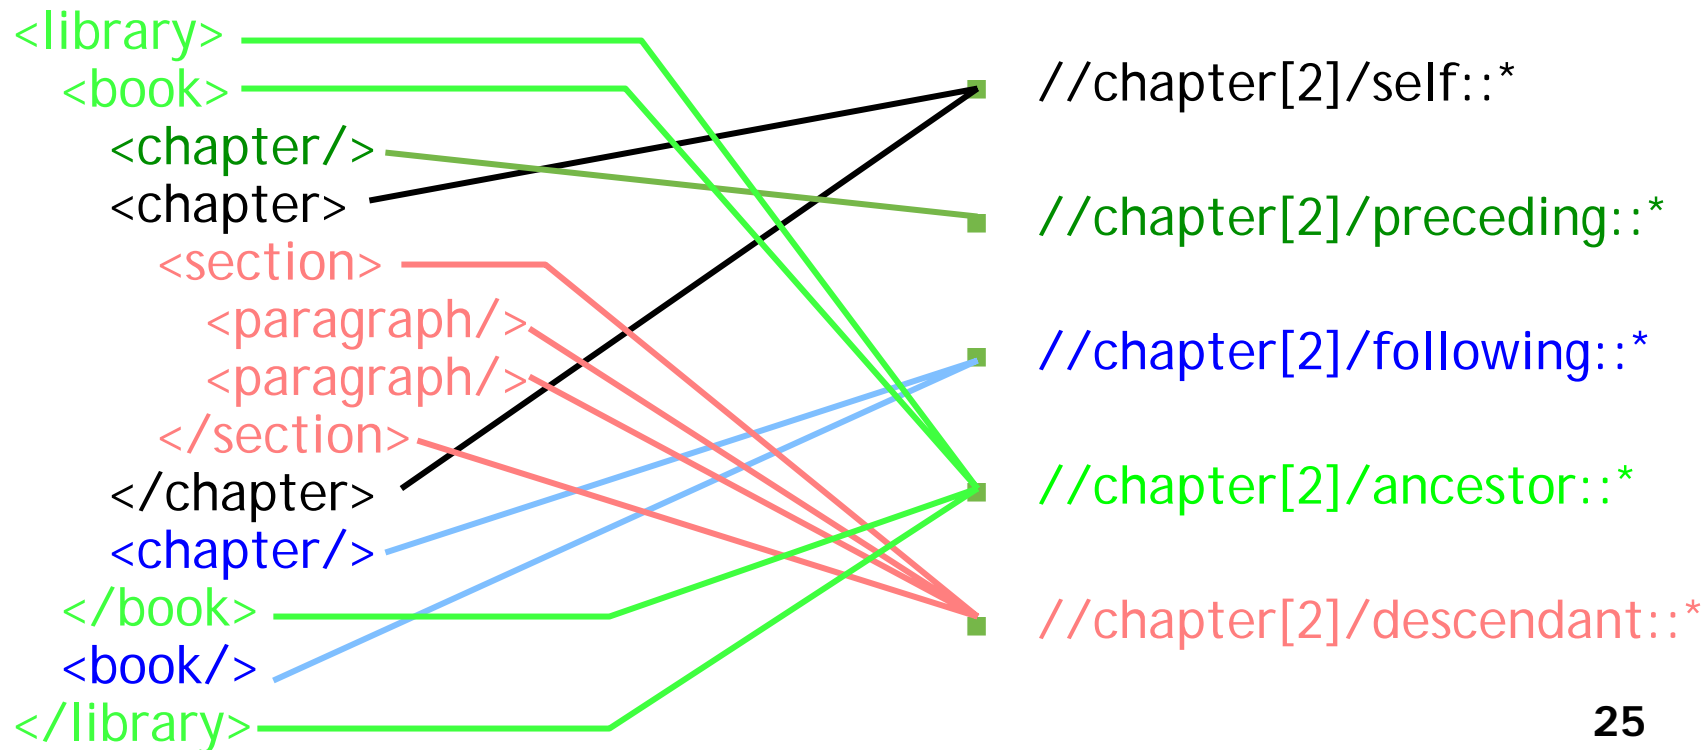 <library>
<book>
<chapter/>
<chapter>
<section>
<paragraph/>
<paragraph/>
</section>
</chapter>
<chapter/>
</book>
<book/>
</library>
//chapter[2]/self::*
//chapter[2]/preceding::*
//chapter[2]/following::*
//chapter[2]/ancestor::*
//chapter[2]/descendant::*
25